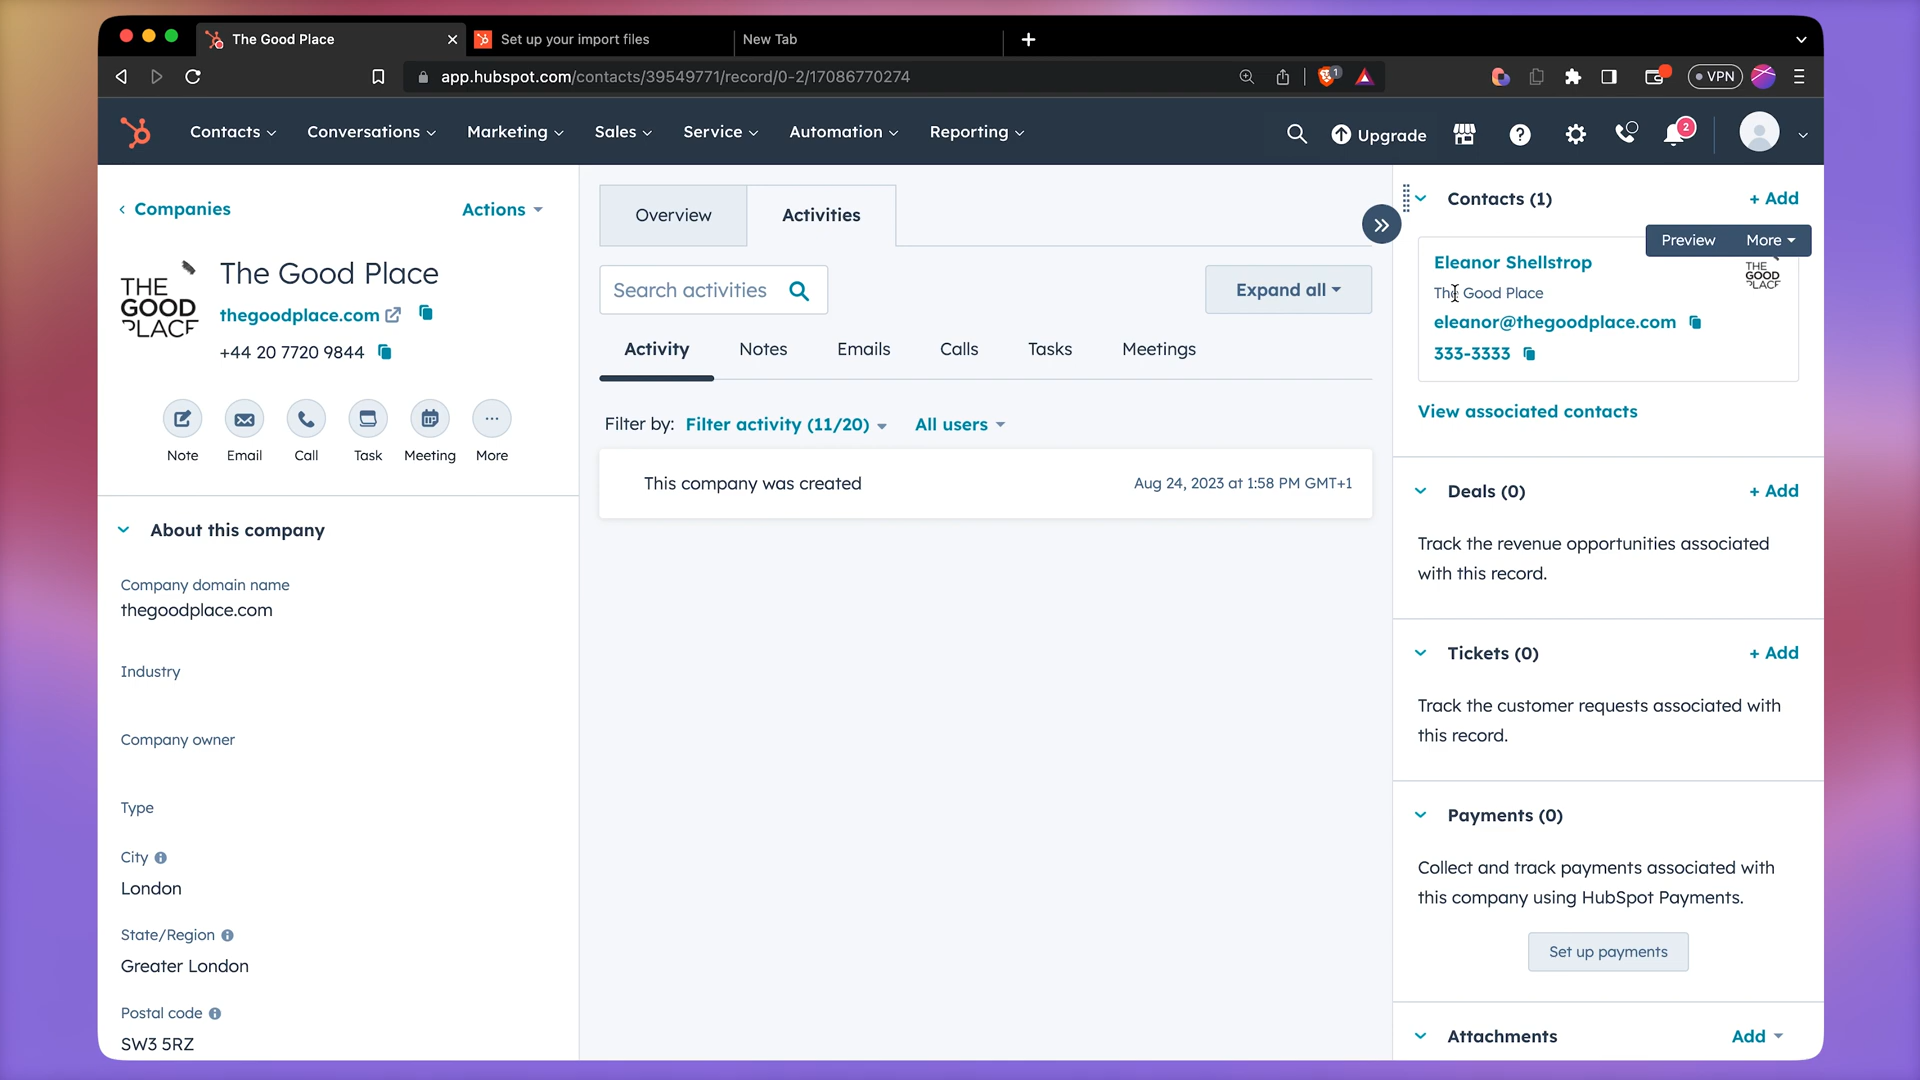 The Good Place
Set up your import files
New Tab
app.hubspot.com/contacts/39549771/record/0-2/17086770274
1
VPN
Contacts
Conversations
Marketing
Sales
Service
Automation
Reporting
Upgrade
2
Companies
Actions
THE
GOOD
PLACE
The Good Place
thegoodplace.com
+44 20 7720 9844
Note
Email
Call
Task
Meeting
More
About this company
Company domain name
thegoodplace.com
Industry
Company owner
Type
City
London
State/Region
Greater London
Postal code
SW3 5RZ
Overview
Activities
Search activities
Expand all
Activity
Notes
Emails
Calls
Tasks
Meetings
Filter by:
Filter activity (11/20)
All users
This company was created
Aug 24, 2023 at 1:58 PM GMT+1
Contacts (1)
+ Add
Preview
More
Eleanor Shellstrop
The Good Place
eleanor@thegoodplace.com
333-3333
THE
GOOD
PLACE
View associated contacts
Deals (0)
+ Add
Track the revenue opportunities associated
with this record.
Tickets (0)
+ Add
Track the customer requests associated with
this record.
Payments (0)
Collect and track payments associated with
this company using HubSpot Payments.
Set up payments
Attachments
Add